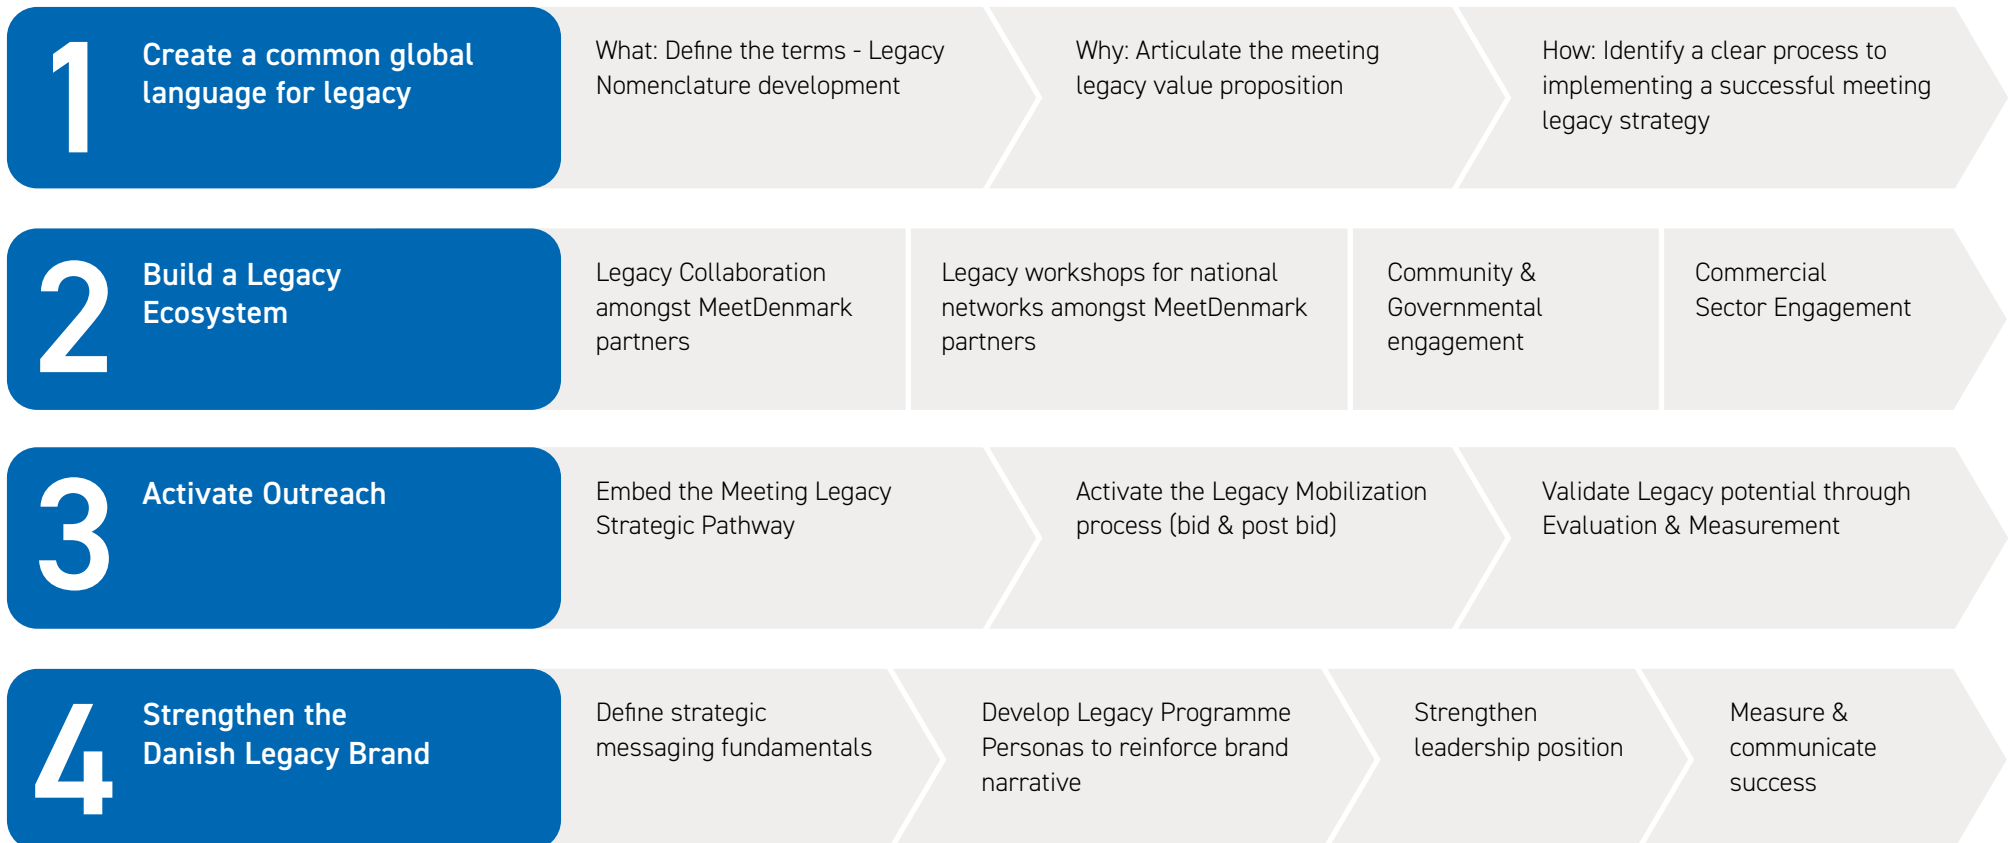 1
Create a common global
language for legacy
What: Define the terms - Legacy
Nomenclature development
Why: Articulate the meeting
legacy value proposition
How: Identify a clear process to
implementing a successful meeting
legacy strategy
2
Build a Legacy
Ecosystem
Legacy Collaboration
amongst MeetDenmark
partners
Legacy workshops for national
networks amongst MeetDenmark
partners
Community &
Governmental
engagement
Commercial
Sector Engagement
3
Activate Outreach
Embed the Meeting Legacy
Strategic Pathway
Activate the Legacy Mobilization
process (bid & post bid)
Validate Legacy potential through
Evaluation & Measurement
4
Strengthen the
Danish Legacy Brand
Define strategic
messaging fundamentals
Develop Legacy Programme
Personas to reinforce brand
narrative
Strengthen
leadership position
Measure &
communicate
success